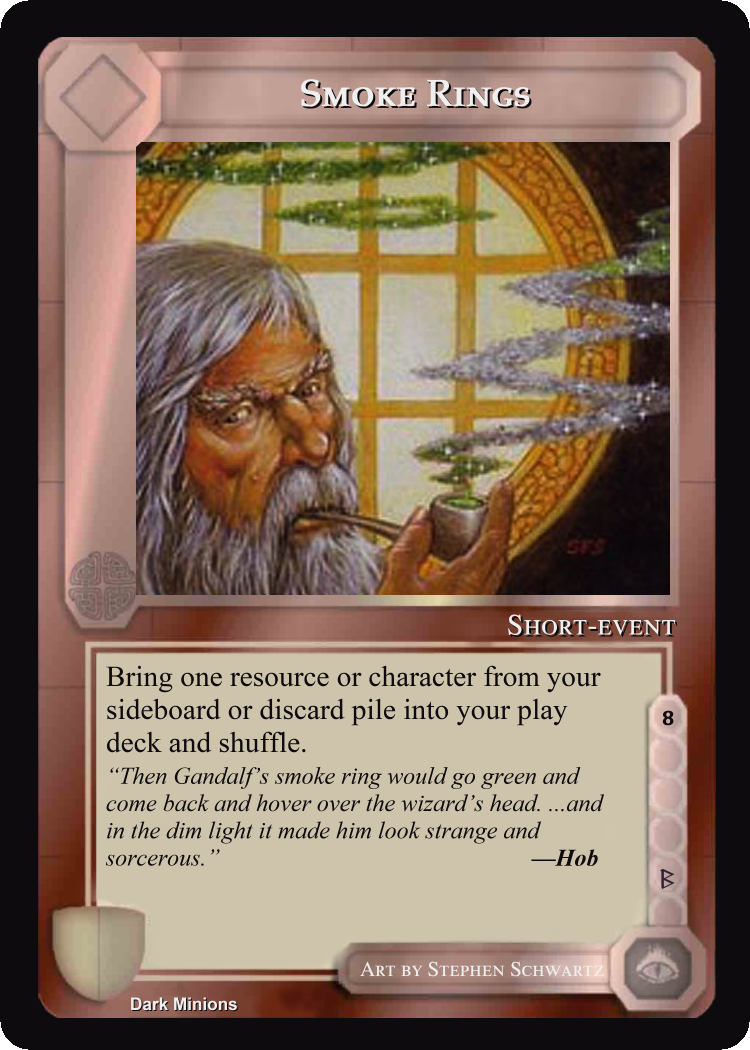 Smoke Rings
SFS
Short-event
Bring one resource or character from your
sideboard or discard pile into your play
deck and shuffle.
“Then Gandalf’s smoke ring would go green and
come back and hover over the wizard’s head. ...and
in the dim light it made him look strange and
sorcerous.” —Hob
8
ᛒ
Art by Stephen Schwartz
Dark Minions